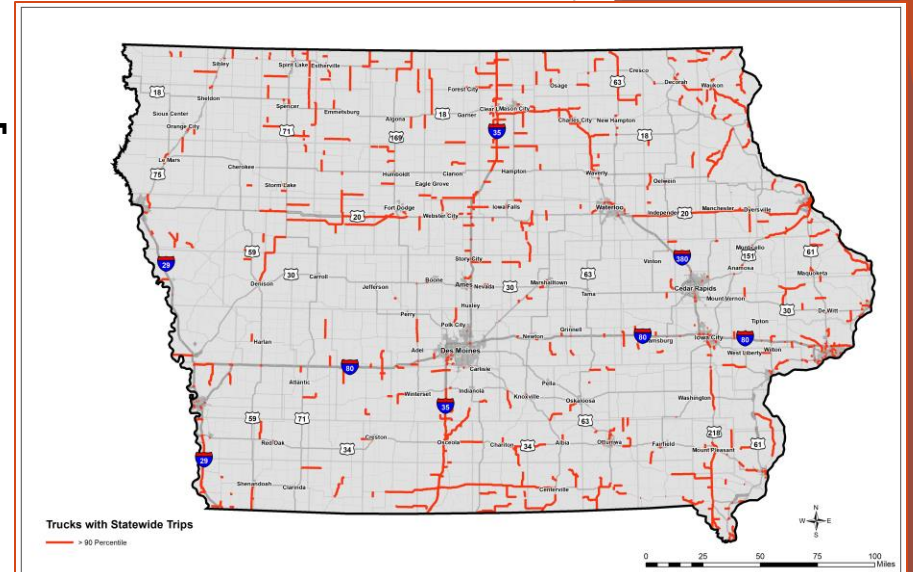 Sibley
Spirit Lake
Estherville
Cresco
Decorah
Waukon
63
Forest City
Osage
18
Sheldon
Spencer
Emmetsburg
Algona
18
Garner
Mason City
Sioux Center
Orange City
71
169
35
Charles City
New Hampton
18
Le Mars
75
Cherokee
Humboldt
Clarion
Hampton
Waverly
Oelwein
Storm Lake
Eagle Grove
Fort Dodge
20
Webster City
Iowa Falls
Waterloo
20
Manchester
Dyersville
59
29
Story City
63
Vinton
380
Monticello
151
61
Anamosa
Maquoketa
30
Denison
Carroll
Jefferson
Boone
Ames
Nevada
30
Marshalltown
Tama
Cedar Rapids
Mount Vernon
30
De Witt
Huxley
Perry
Polk City
Tipton
Harlan
Adel
Des Moines
Newton
Grinnell
80
Iowa City
80
Wilton
West Liberty
80
Carlisle
Atlantic
Winterset
Indianola
Knoxville
Pella
Oskaloosa
Washington
35
59
71
63
218
61
Red Oak
34
Creston
Osceola
Chariton
34
Albia
Ottumwa
Fairfield
Mount Pleasant
29
Shenandoah
Clarinda
Centerville
Trucks with Statewide Trips
> 90 Percentile
N
W
E
S
0
25
50
75
100
Miles